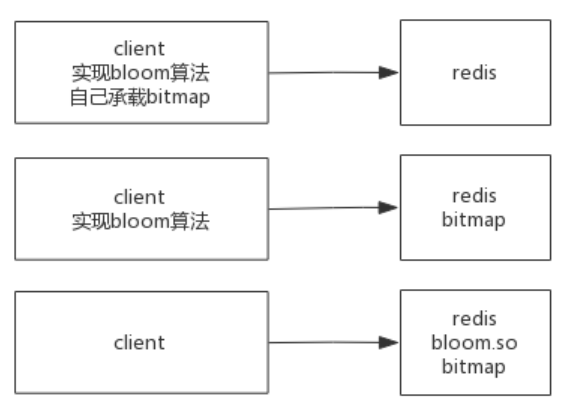 client
实现bloom算法
自己承载bitmap
redis
client
实现bloom算法
redis
bitmap
client
redis
bloom.so
bitmap